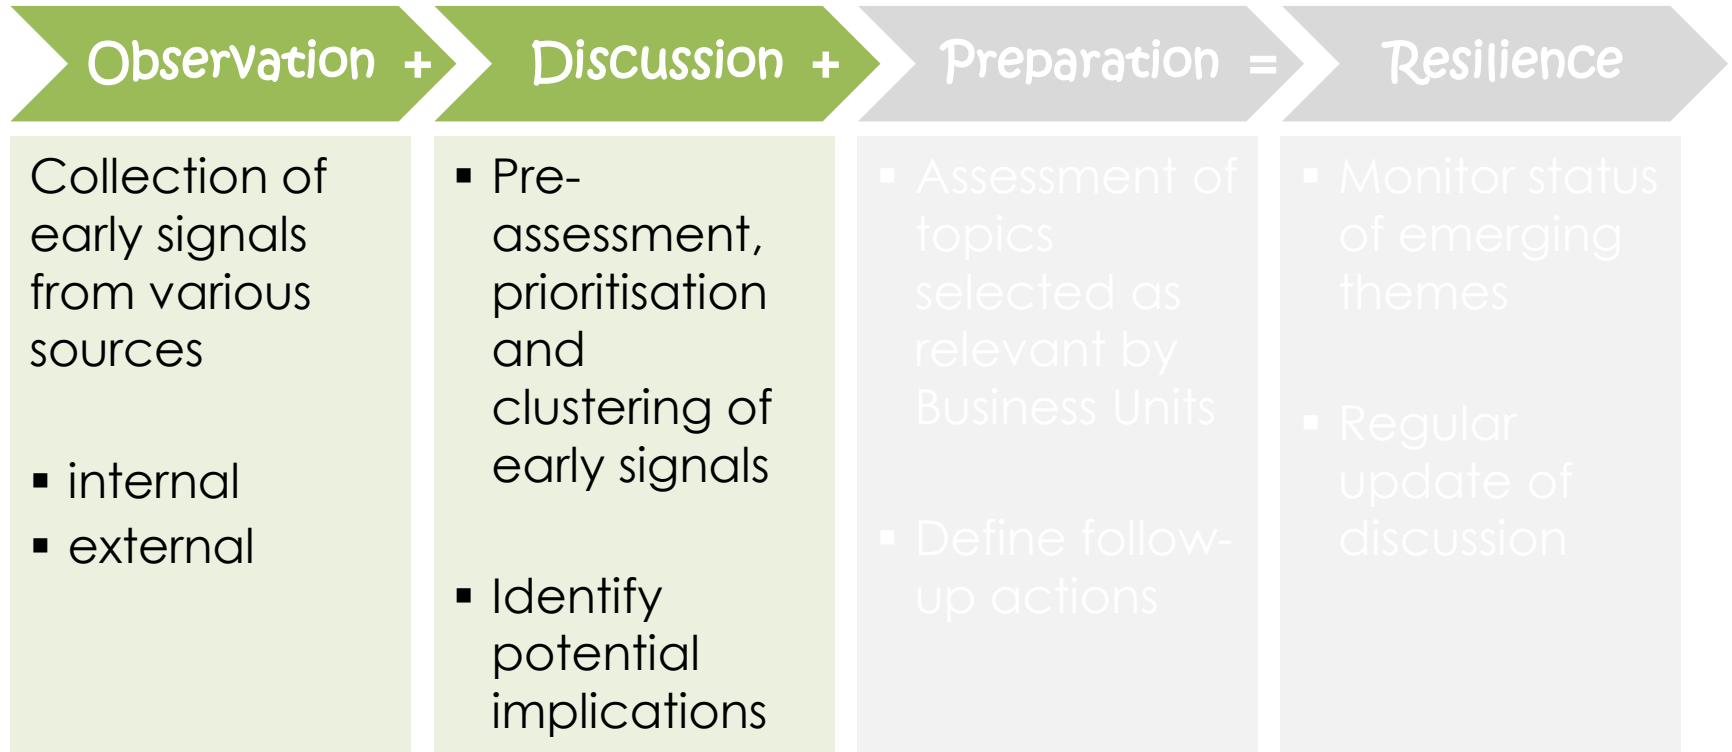 Observation +
Discussion +
Preparation =
Resilience
Collection of
early signals
from various
sources
▪ internal
▪ external
▪ Pre-
assessment,
prioritisation
and
clustering of
early signals
▪ Identify
potential
implications
▪ Assessment of
topics
selected as
relevant by
Business Units
▪ Define follow-
up actions
▪ Monitor status
of emerging
themes
▪ Regular
update of
discussion